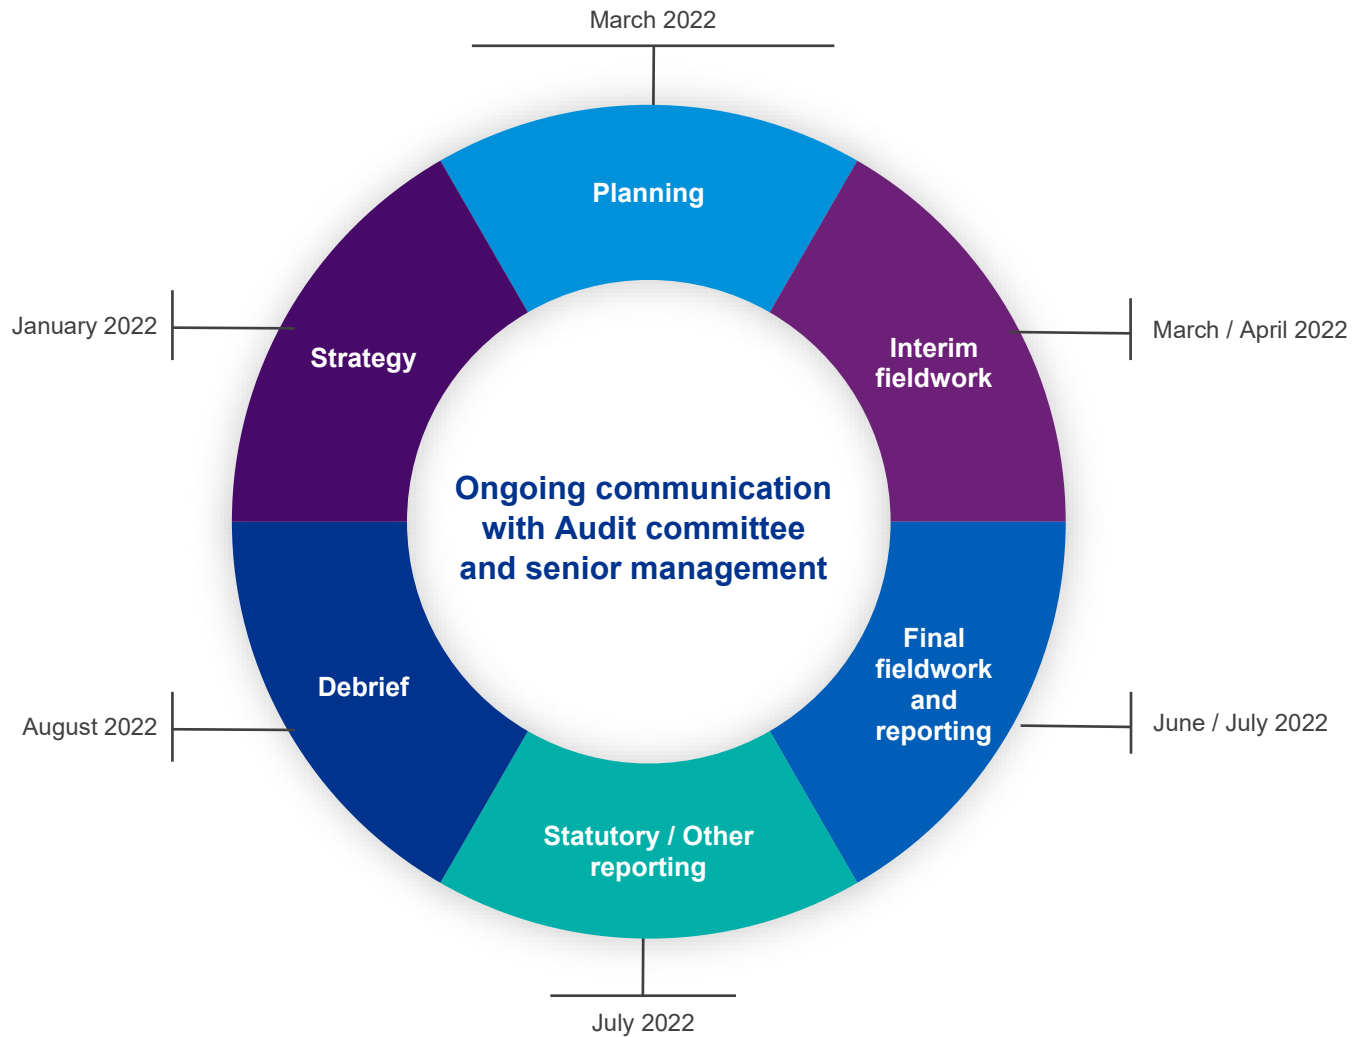 March 2022
Planning
January 2022
Strategy
Interim
fieldwork
March / April 2022
Ongoing communication
with Audit committee
and senior management
Final
fieldwork
and
reporting
June / July 2022
Debrief
August 2022
Statutory / Other
reporting
July 2022